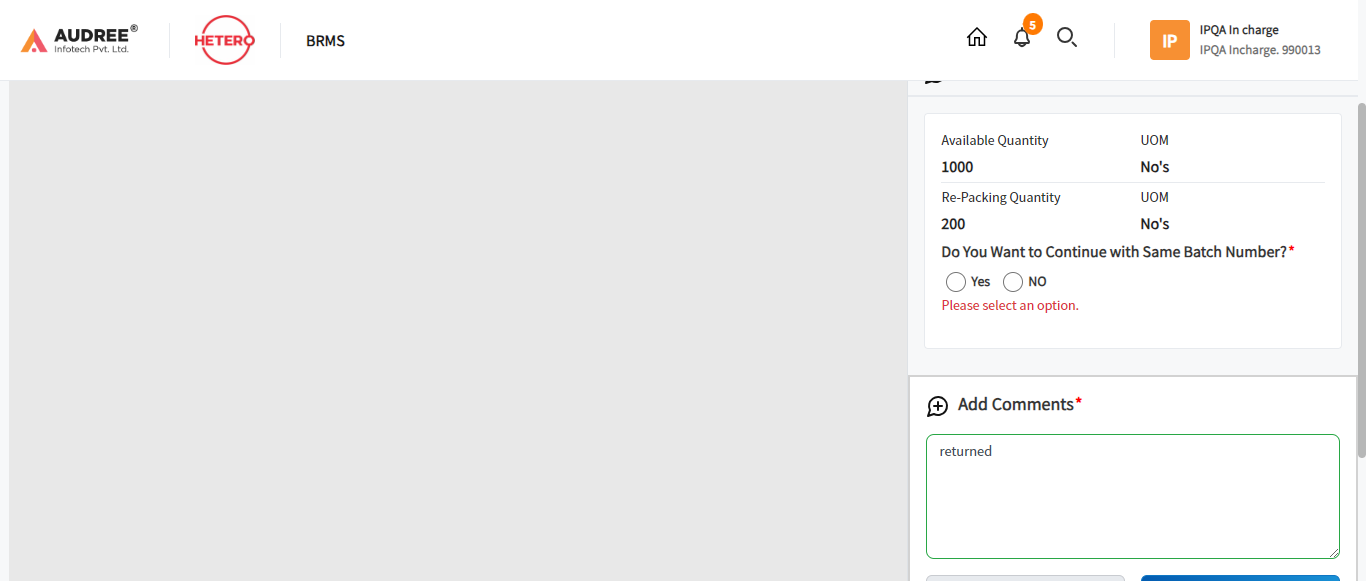 AUDREE®
Infotech Pvt. Ltd.
HETERO
BRMS
5
IP
IPQA In charge
IPQA Incharge. 990013
Available Quantity UOM
1000 No's
Re-Packing Quantity UOM
200 No's
Do You Want to Continue with Same Batch Number?*
Yes NO
Please select an option.
Add Comments*
returned